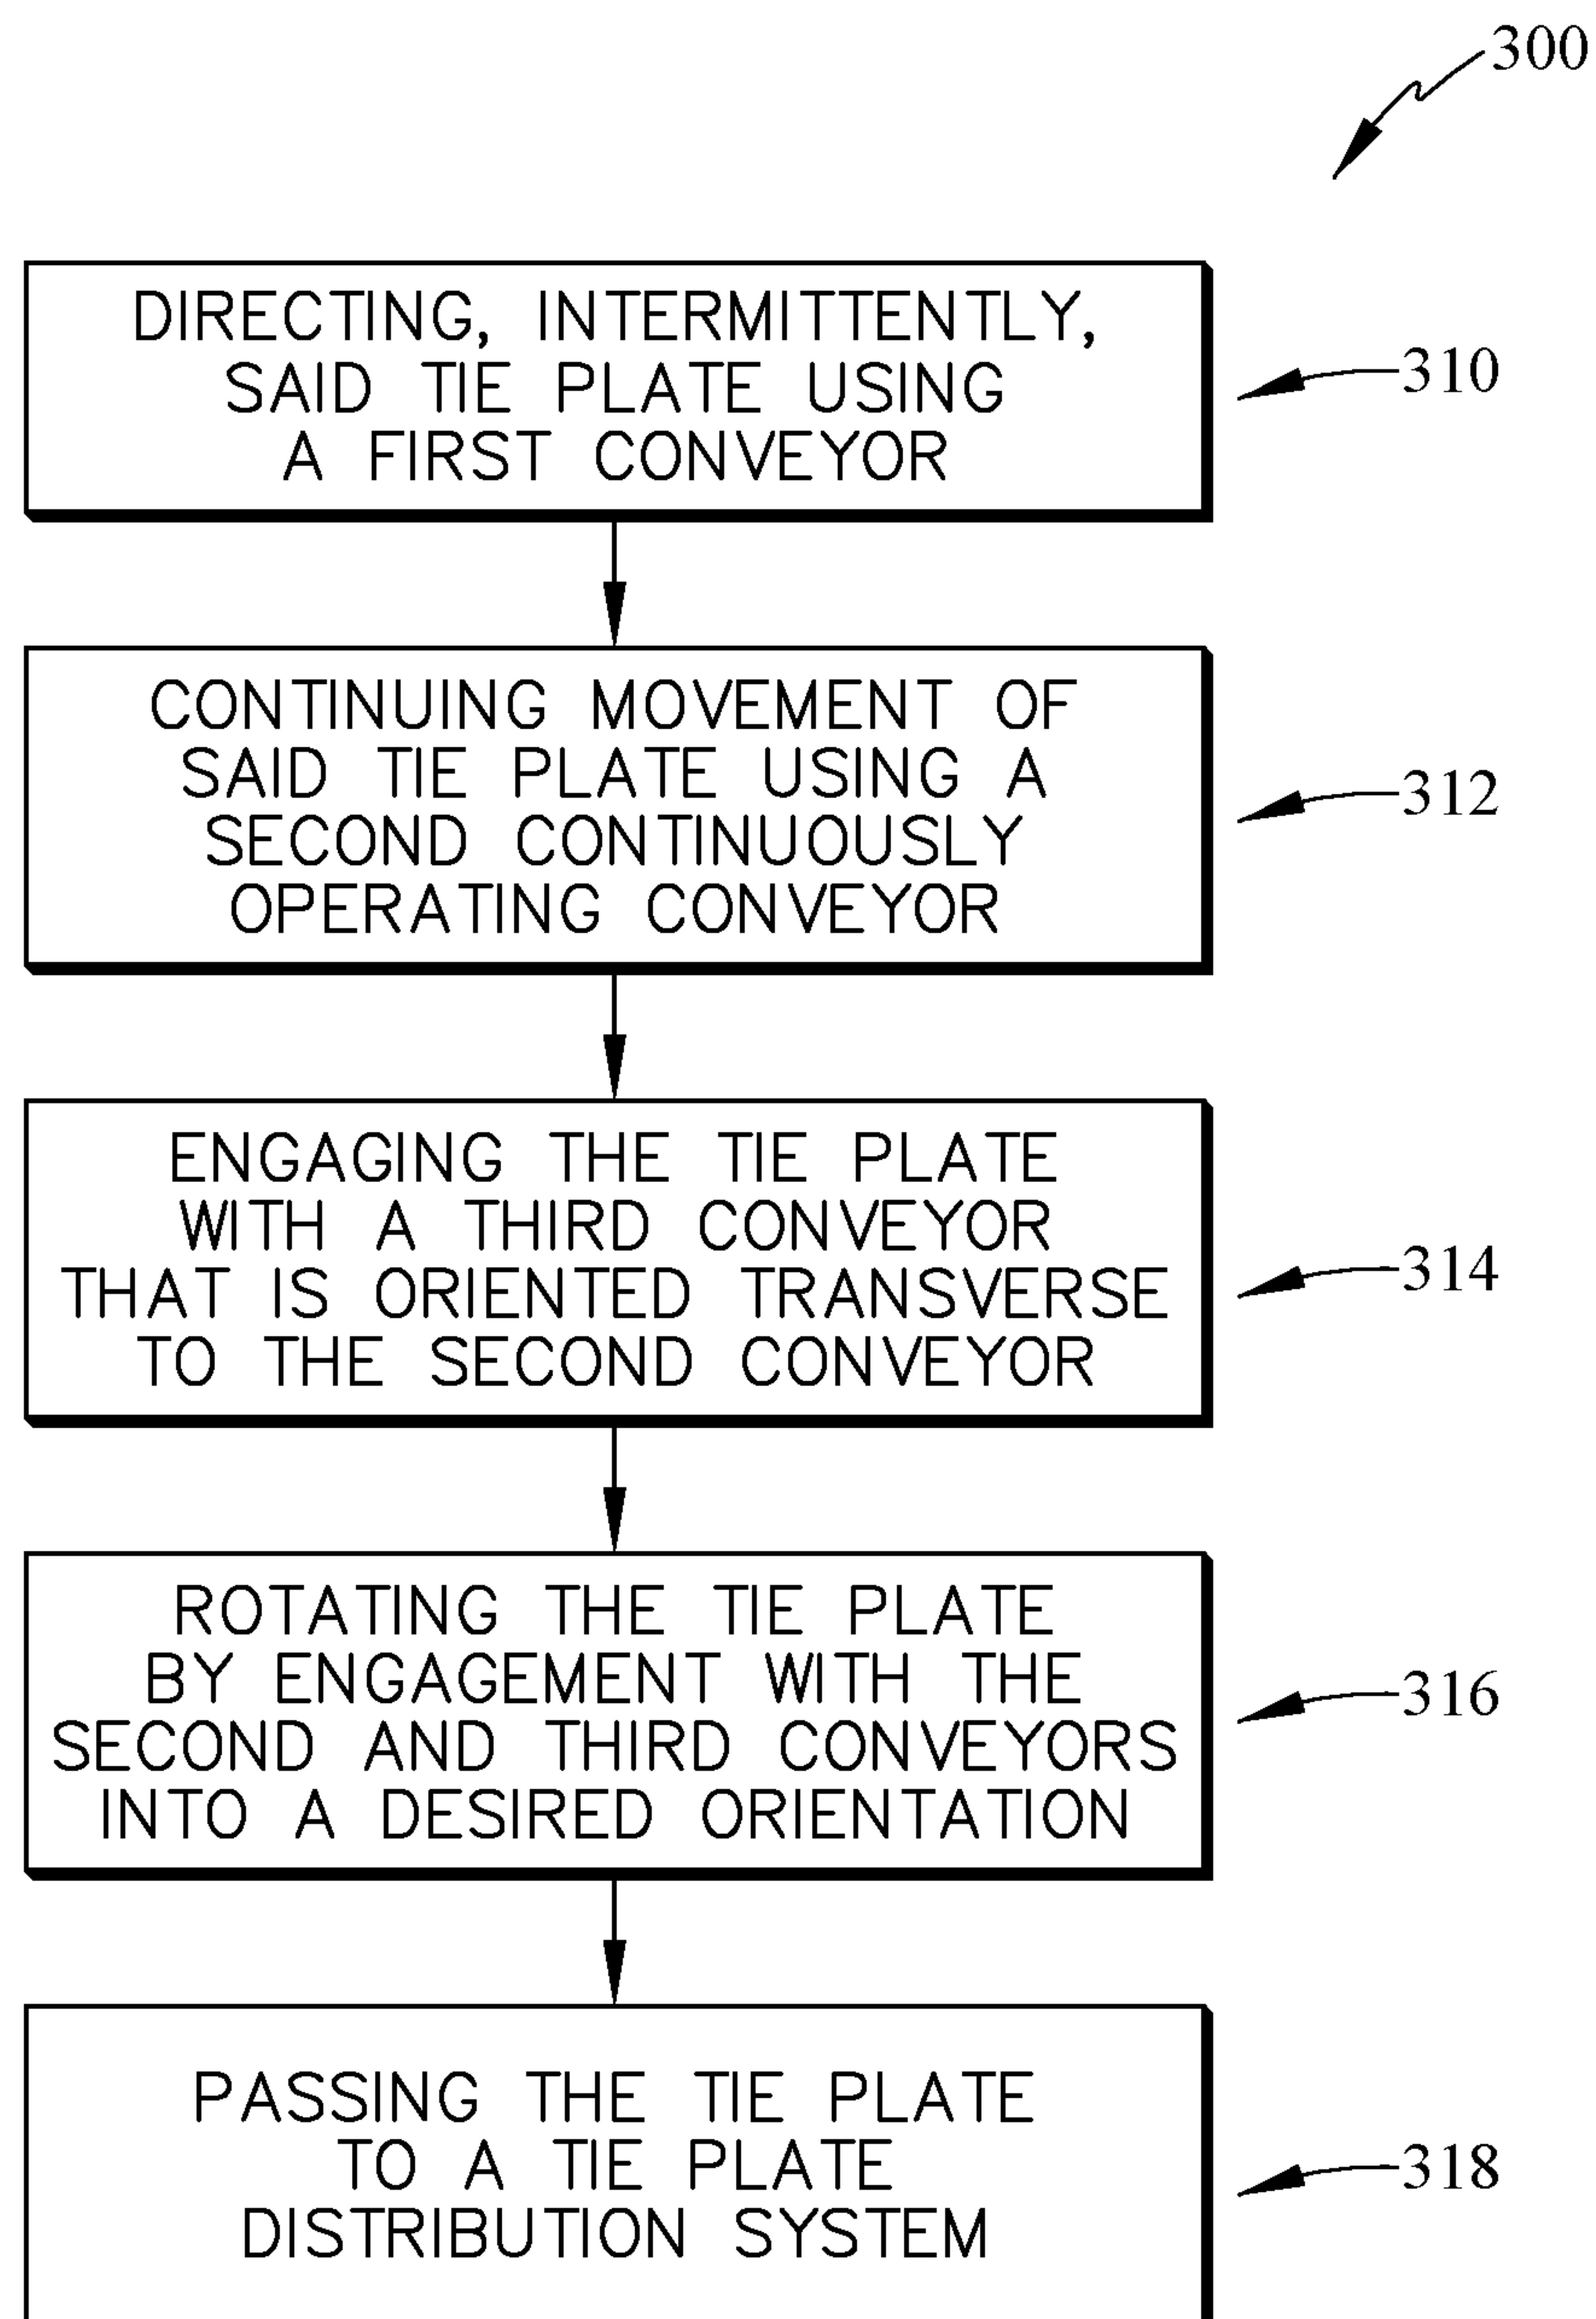 300
DIRECTING, INTERMITTENTLY,
SAID TIE PLATE USING
A FIRST CONVEYOR
310
CONTINUING MOVEMENT OF
SAID TIE PLATE USING A
SECOND CONTINUOUSLY
OPERATING CONVEYOR
312
ENGAGING THE TIE PLATE
WITH A THIRD CONVEYOR
THAT IS ORIENTED TRANSVERSE
TO THE SECOND CONVEYOR
314
ROTATING THE TIE PLATE
BY ENGAGEMENT WITH THE
SECOND AND THIRD CONVEYORS
INTO A DESIRED ORIENTATION
316
PASSING THE TIE PLATE
TO A TIE PLATE
DISTRIBUTION SYSTEM
318